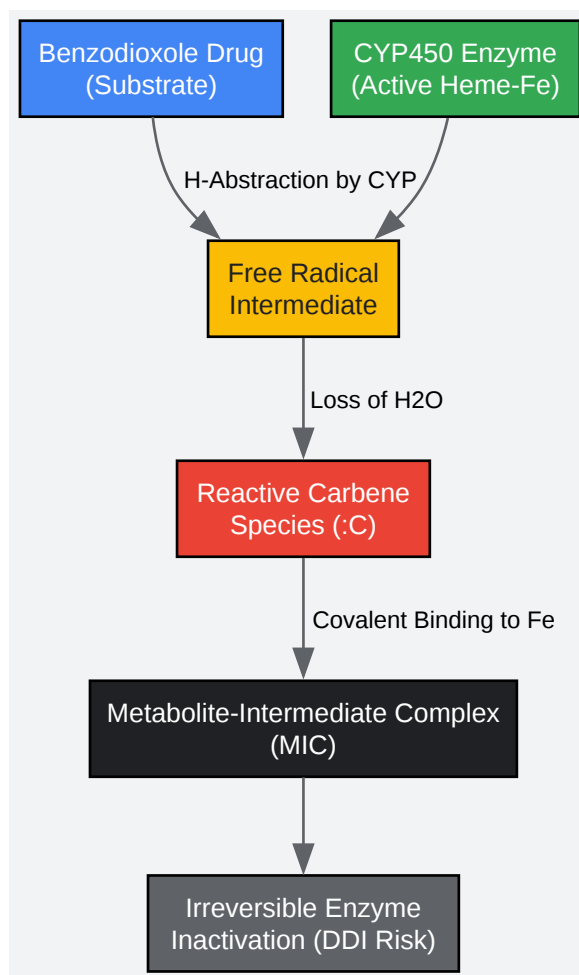 Benzodioxole Drug
(Substrate)
CYP450 Enzyme
(Active Heme-Fe)
H-Abstraction by CYP
Free Radical
Intermediate
Loss of H2O
Reactive Carbene
Species (:C)
Covalent Binding to Fe
Metabolite-Intermediate Complex
(MIC)
Irreversible Enzyme
Inactivation (DDI Risk)